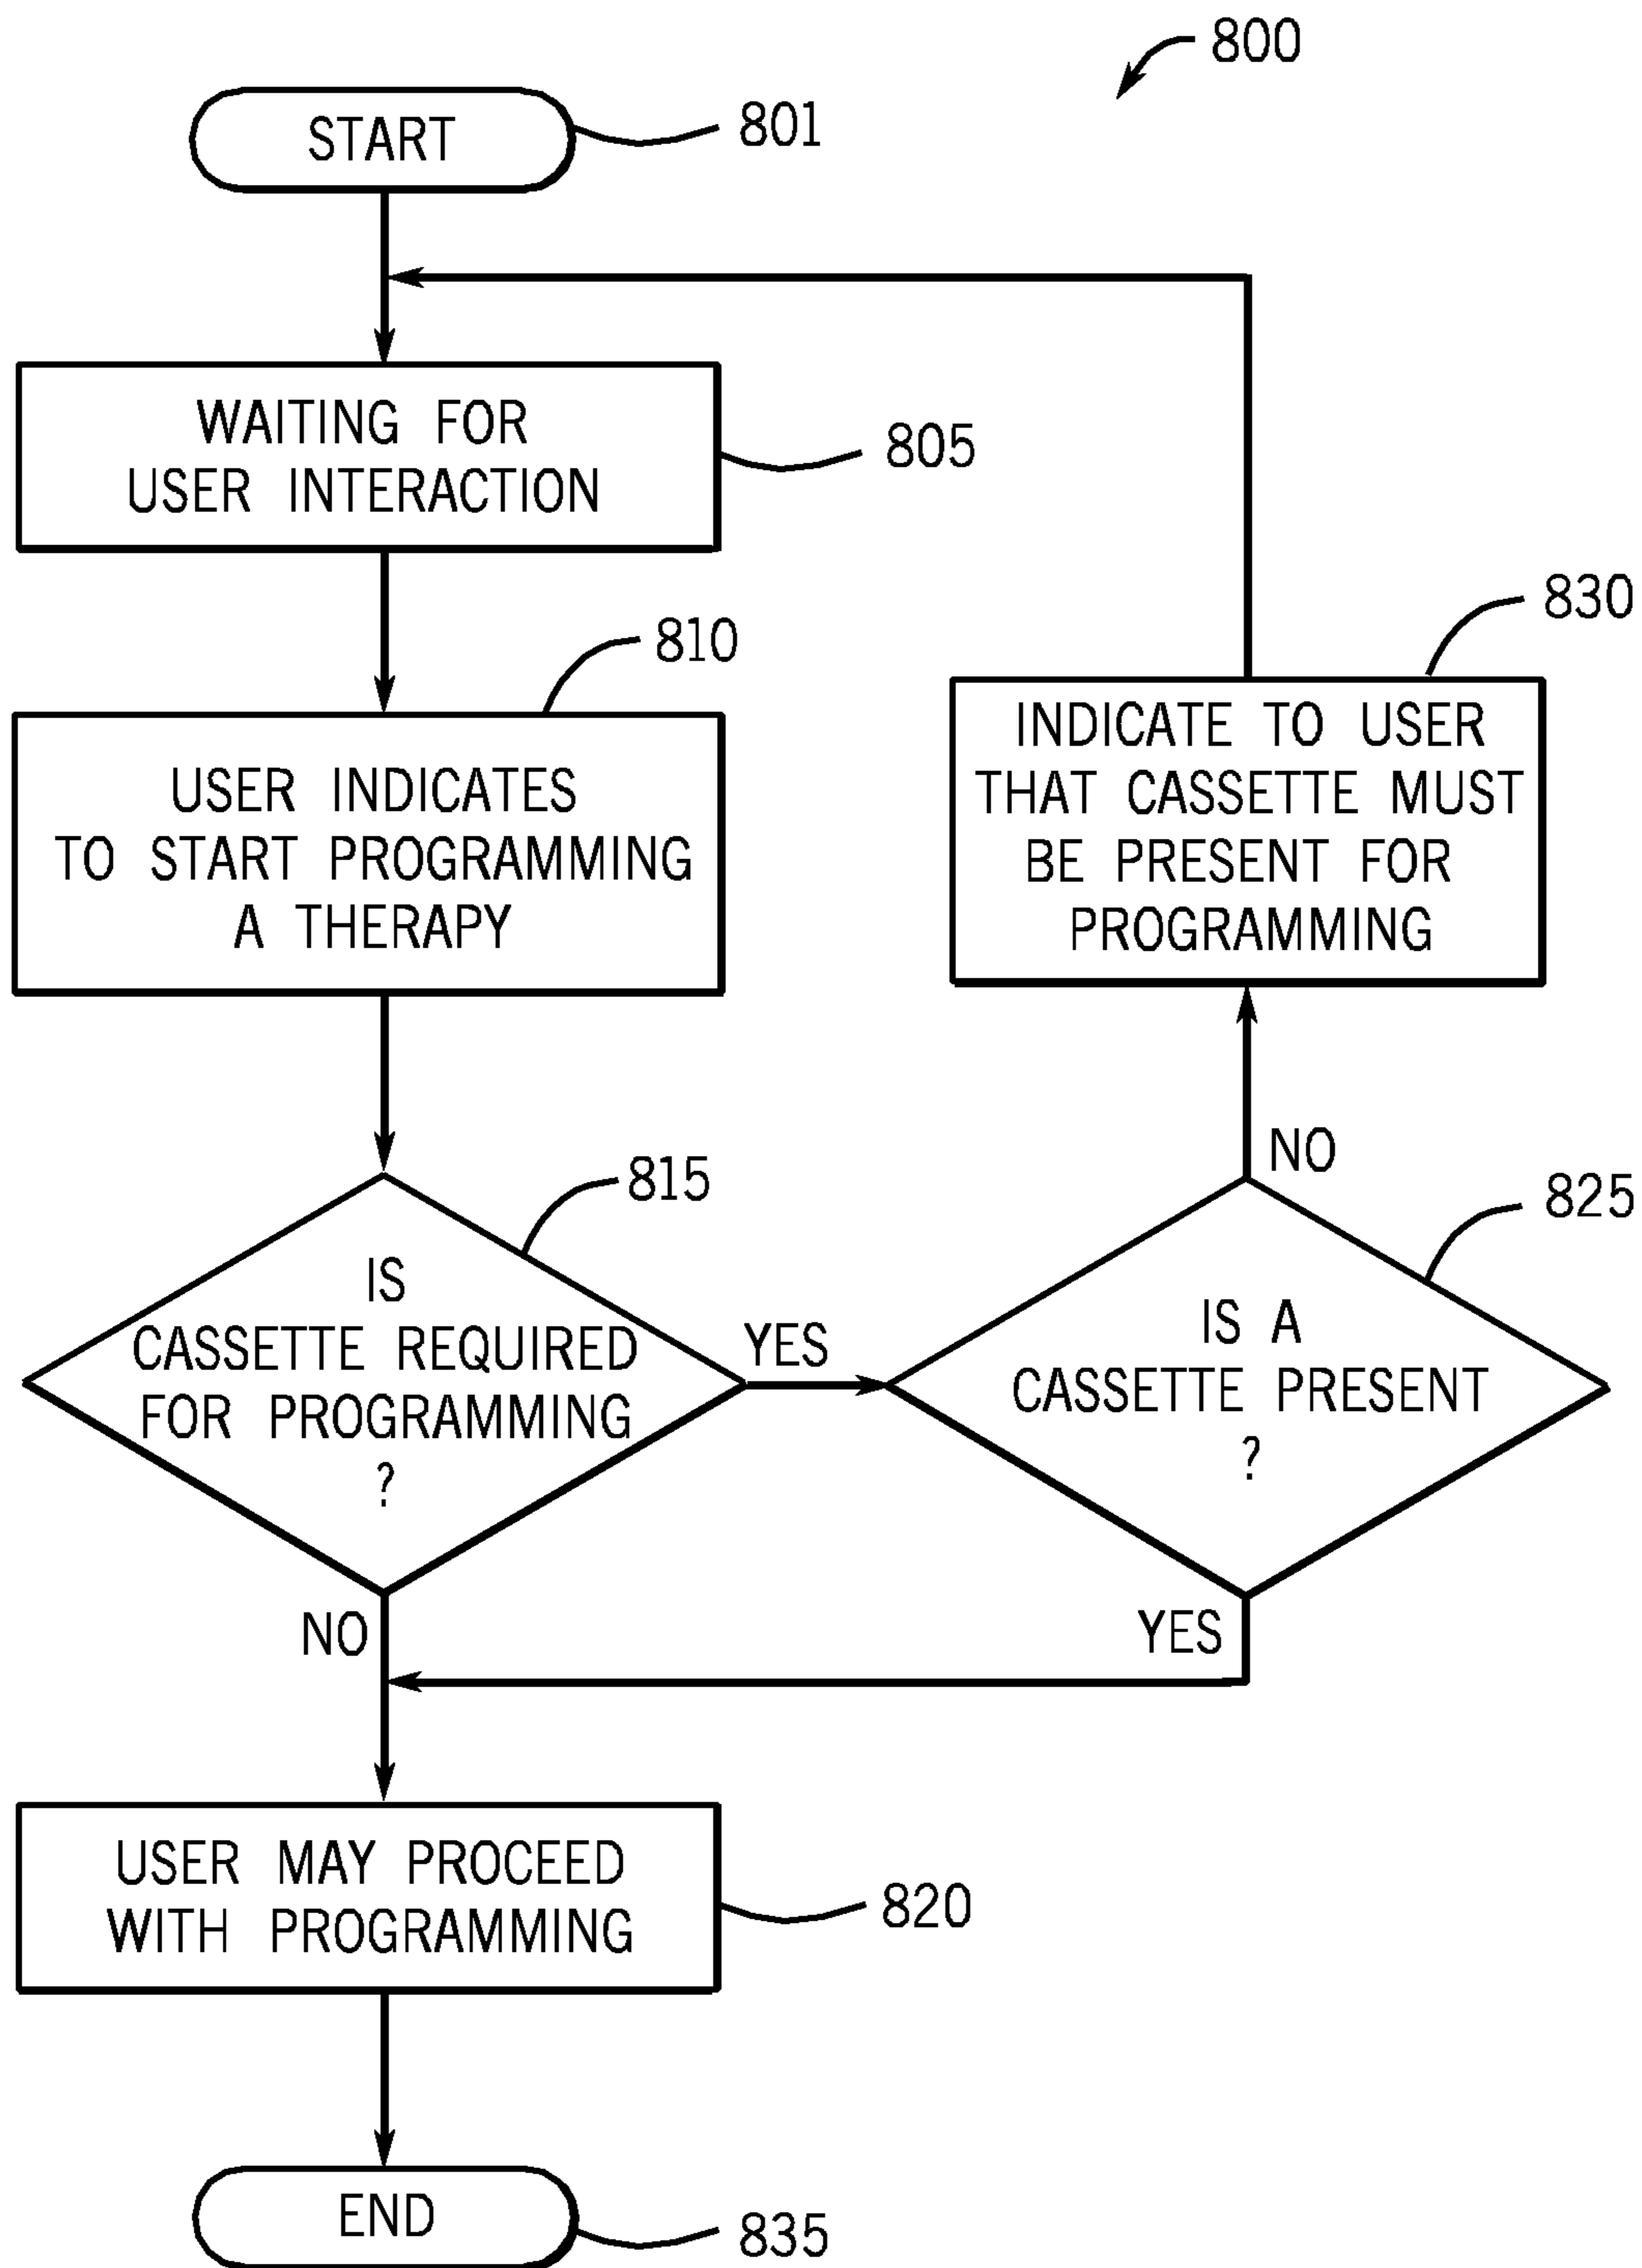 800
START
801
WAITING FOR
USER INTERACTION
805
810
USER INDICATES
TO START PROGRAMMING
A THERAPY
830
INDICATE TO USER
THAT CASSETTE MUST
BE PRESENT FOR
PROGRAMMING
815
IS
CASSETTE REQUIRED
FOR PROGRAMMING
?
YES
NO
NO
825
IS A
CASSETTE PRESENT
?
YES
USER MAY PROCEED
WITH PROGRAMMING
820
END
835